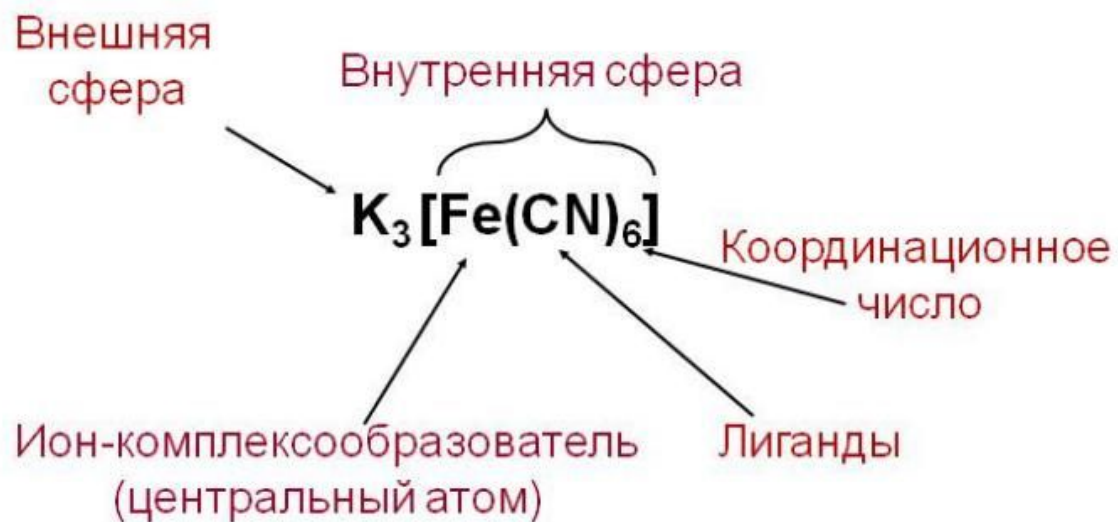 Внешняя
сфера
Внутренняя сфера
K₃[Fe(CN)₆]
Координационное
число
Ион-комплексообразователь
(центральный атом)
Лиганды